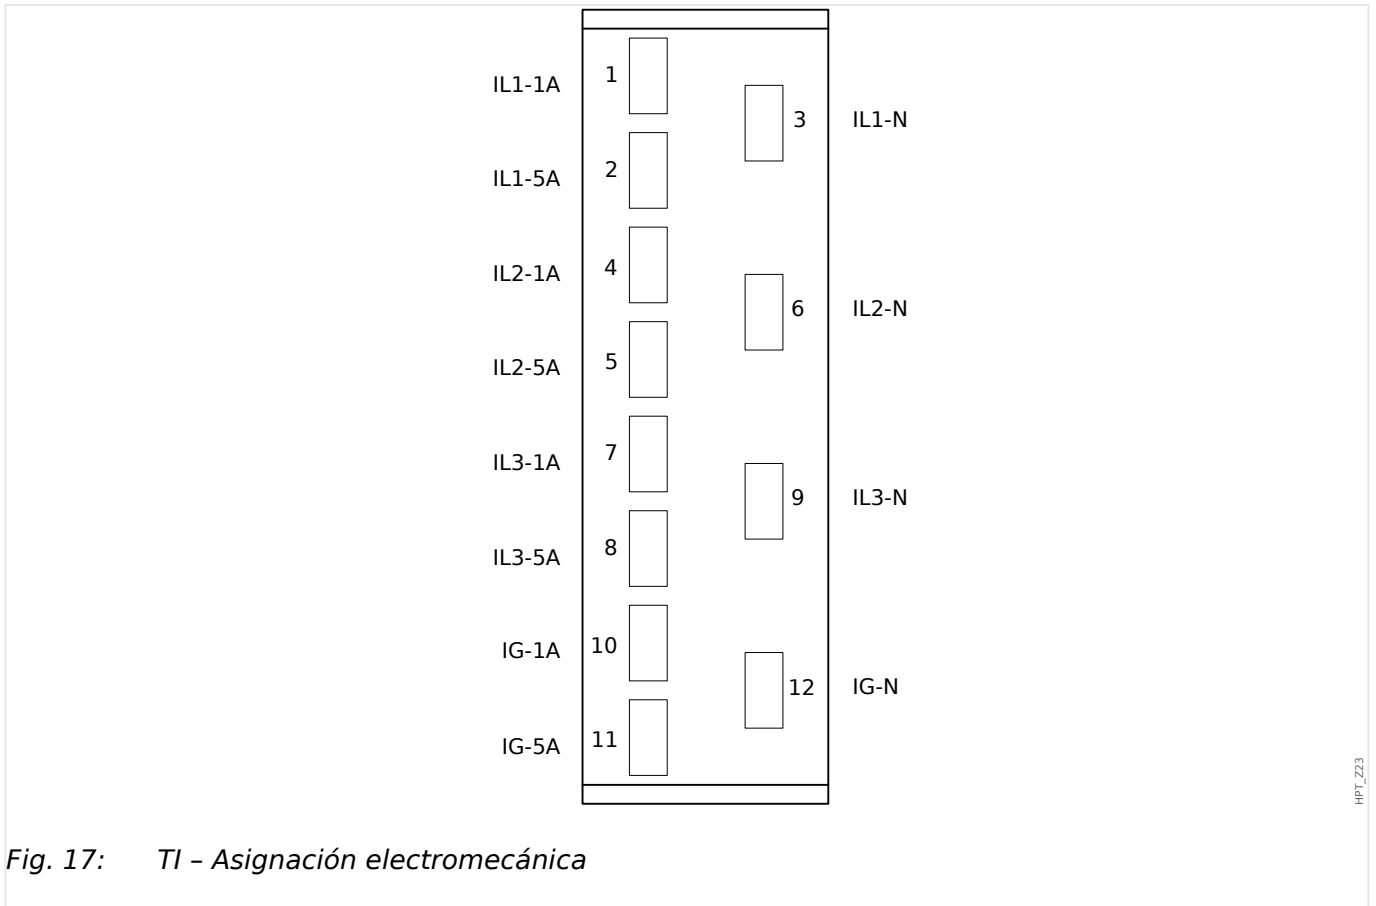 IL1-1A 1
3 IL1-N
IL1-5A 2
IL2-1A 4
6 IL2-N
IL2-5A 5
IL3-1A 7
9 IL3-N
IL3-5A 8
IG-1A 10
12 IG-N
IG-5A 11
HPT_Z23
Fig. 17: TI – Asignación electromecánica